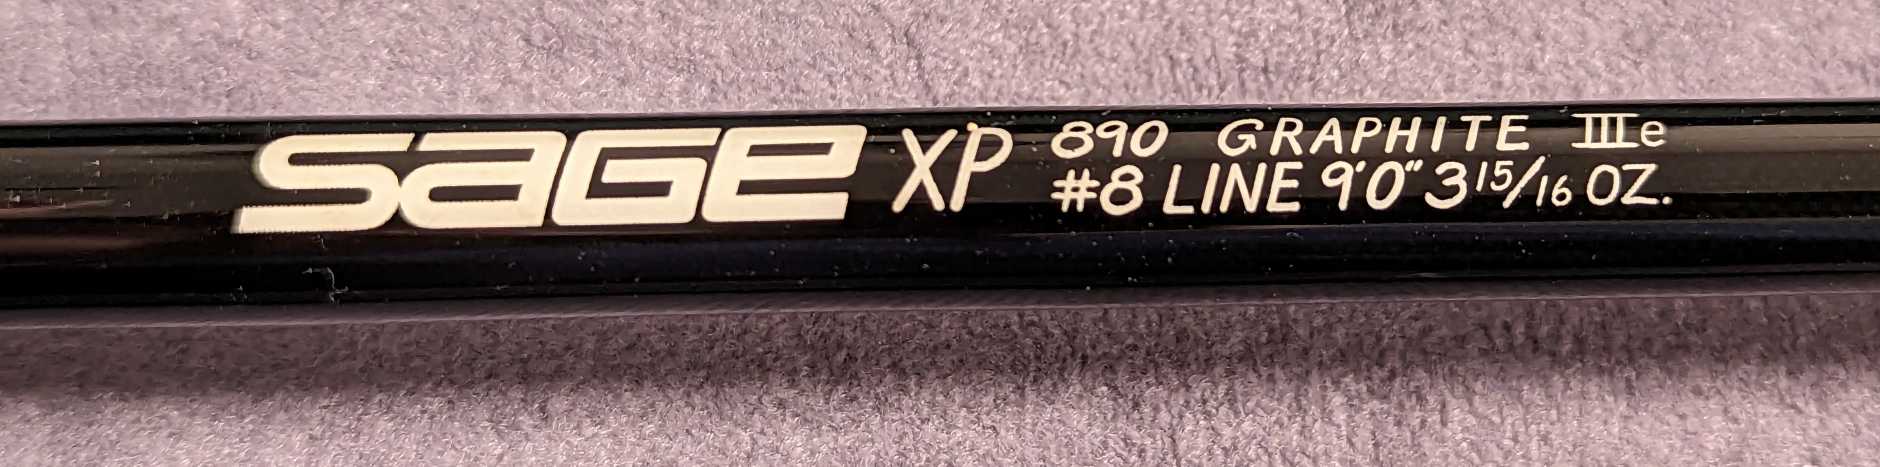 SAGE XP 890 GRAPHITE IIIe
#8 LINE 9'0" 3 15/16 OZ.